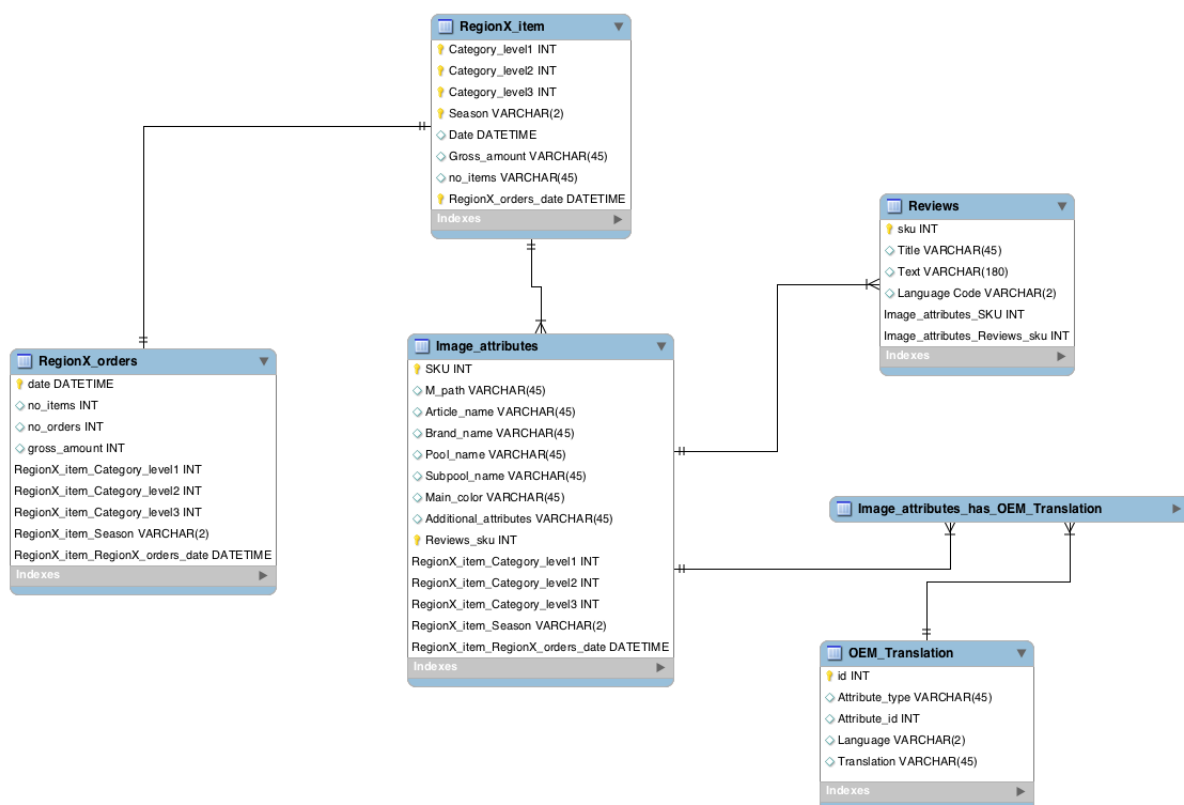 RegionX_item
Category_level1 INT
Category_level2 INT
Category_level3 INT
Season VARCHAR(2)
Date DATETIME
Gross_amount VARCHAR(45)
no_items VARCHAR(45)
RegionX_orders_date DATETIME
Indexes
Reviews
sku INT
Title VARCHAR(45)
Text VARCHAR(180)
Language Code VARCHAR(2)
Image_attributes_SKU INT
Image_attributes_Reviews_sku INT
Indexes
RegionX_orders
date DATETIME
no_items INT
no_orders INT
gross_amount INT
RegionX_item_Category_level1 INT
RegionX_item_Category_level2 INT
RegionX_item_Category_level3 INT
RegionX_item_Season VARCHAR(2)
RegionX_item_RegionX_orders_date DATETIME
Indexes
Image_attributes
SKU INT
M_path VARCHAR(45)
Article_name VARCHAR(45)
Brand_name VARCHAR(45)
Pool_name VARCHAR(45)
Subpool_name VARCHAR(45)
Main_color VARCHAR(45)
Additional_attributes VARCHAR(45)
Reviews_sku INT
RegionX_item_Category_level1 INT
RegionX_item_Category_level2 INT
RegionX_item_Category_level3 INT
RegionX_item_Season VARCHAR(2)
RegionX_item_RegionX_orders_date DATETIME
Indexes
Image_attributes_has_OEM_Translation
OEM_Translation
id INT
Attribute_type VARCHAR(45)
Attribute_id INT
Language VARCHAR(2)
Translation VARCHAR(45)
Indexes